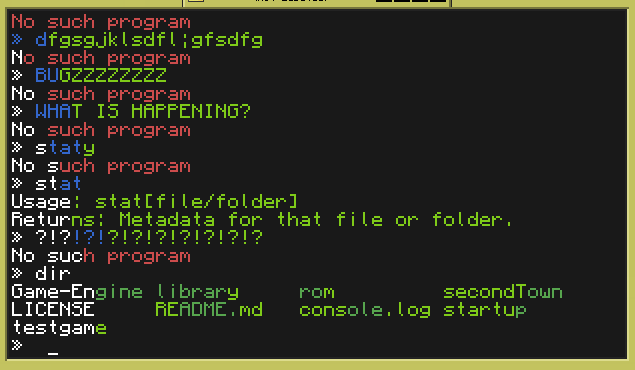 No such program
» dfgsgjklsdfl;gfsdfg
No such program
» BUGZZZZZZZZ
No such program
» WHAT IS HAPPENING?
No such program
» staty
No such program
» stat
Usage: stat[file/folder]
Returns: Metadata for that file or folder.
» ?!?!?!?!?!?!?!?!?!?
No such program
» dir
Game-Engine library rom secondTown
LICENSE README.md console.log startup
testgame
» _